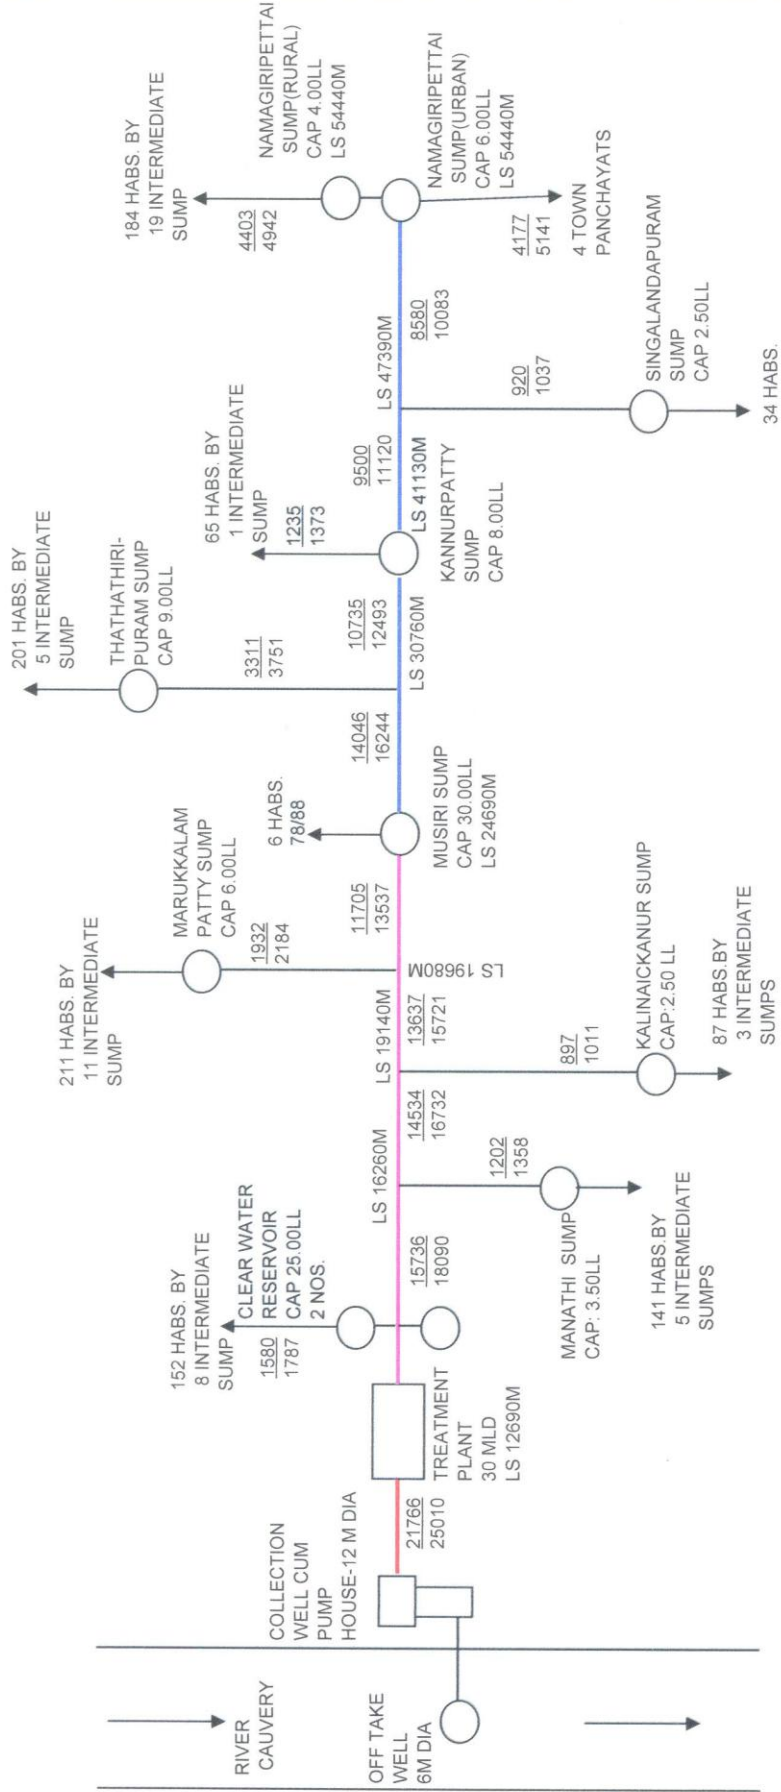 RIVER
CAUVERY
OFF TAKE
WELL
6M DIA
COLLECTION
WELL CUM
PUMP
HOUSE-12 M DIA
21766
25010
TREATMENT
PLANT
30 MLD
LS 12690M
152 HABS. BY
8 INTERMEDIATE
SUMP
1580
1787
CLEAR WATER
RESERVOIR
CAP 25.00LL
2 NOS.
15736
18090
LS 16260M
1202
1358
MANATHI SUMP
CAP: 3.50LL
141 HABS.BY
5 INTERMEDIATE
SUMPS
14534
16732
LS 19140M
897
1011
KALINAICKANUR SUMP
CAP:2.50 LL
87 HABS.BY
3 INTERMEDIATE
SUMPS
13637
15721
LS 19680M
211 HABS. BY
11 INTERMEDIATE
SUMP
MARUKKALAM
PATTY SUMP
CAP 6.00LL
1932
2184
11705
13537
6 HABS.
78/88
MUSIRI SUMP
CAP 30.00LL
LS 24690M
14046
16244
201 HABS. BY
5 INTERMEDIATE
SUMP
THATHATHIRI-
PURAM SUMP
CAP 9.00LL
3311
3751
LS 30760M
10735
12493
65 HABS. BY
1 INTERMEDIATE
SUMP
1235
1373
KANNURPATTY
SUMP
CAP 8.00LL
LS 41130M
9500
11120
LS 47390M
920
1037
SINGALANDAPURAM
SUMP
CAP 2.50LL
34 HABS.
8580
10083
184 HABS. BY
19 INTERMEDIATE
SUMP
4403
4942
NAMAGIRIPETTAI
SUMP(RURAL)
CAP 4.00LL
LS 54440M
NAMAGIRIPETTAI
SUMP(URBAN)
CAP 6.00LL
LS 54440M
4177
5141
4 TOWN
PANCHAYATS